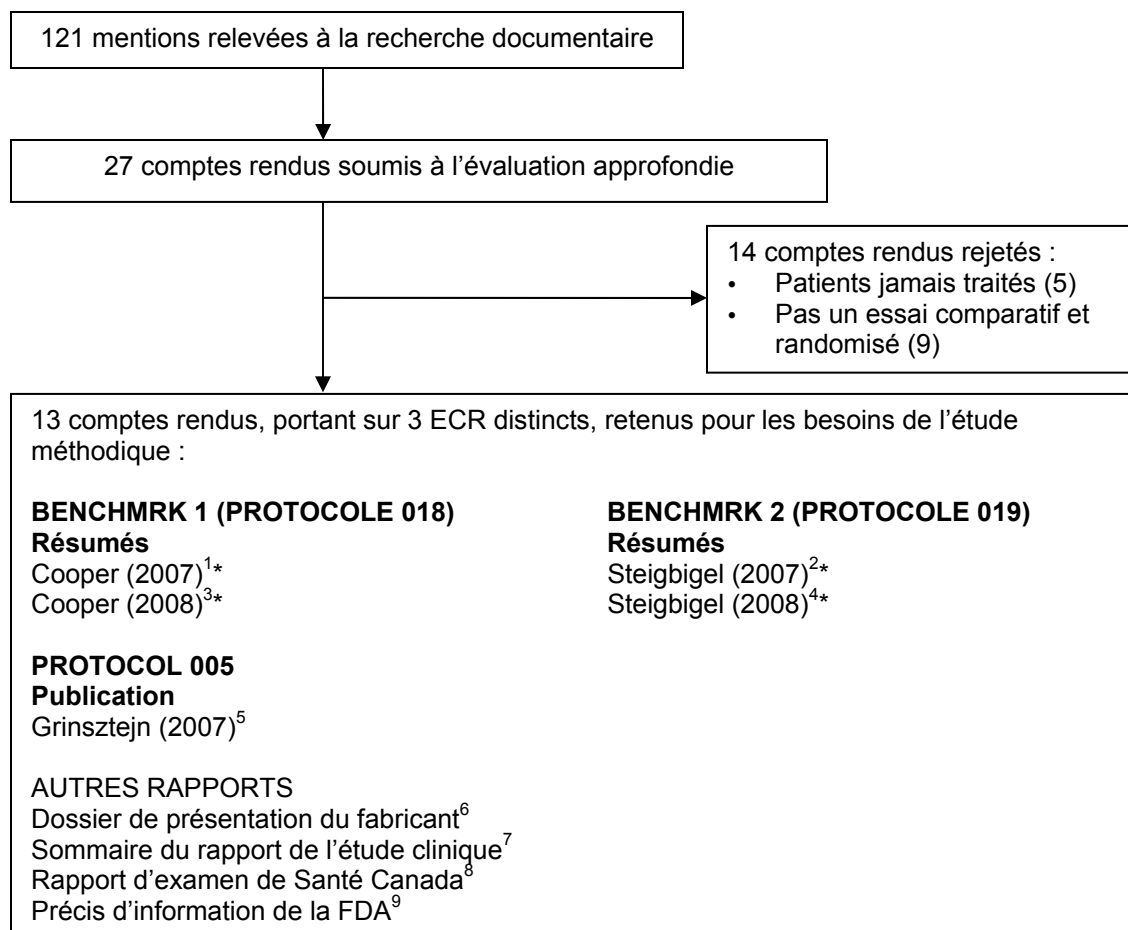 121 mentions relevées à la recherche documentaire
27 comptes rendus soumis à l’évaluation approfondie
14 comptes rendus rejetés :
• Patients jamais traités (5)
• Pas un essai comparatif et
randomisé (9)
13 comptes rendus, portant sur 3 ECR distincts, retenus pour les besoins de l’étude
méthodique :
BENCHMRK 1 (PROTOCOLE 018)
Résumés
Cooper (2007)1*
Cooper (2008)3*
BENCHMRK 2 (PROTOCOLE 019)
Résumés
Steigbigel (2007)2*
Steigbigel (2008)4*
PROTOCOL 005
Publication
Grinsztejn (2007)5
AUTRES RAPPORTS
Dossier de présentation du fabricant6
Sommaire du rapport de l’étude clinique7
Rapport d’examen de Santé Canada8
Précis d’information de la FDA9